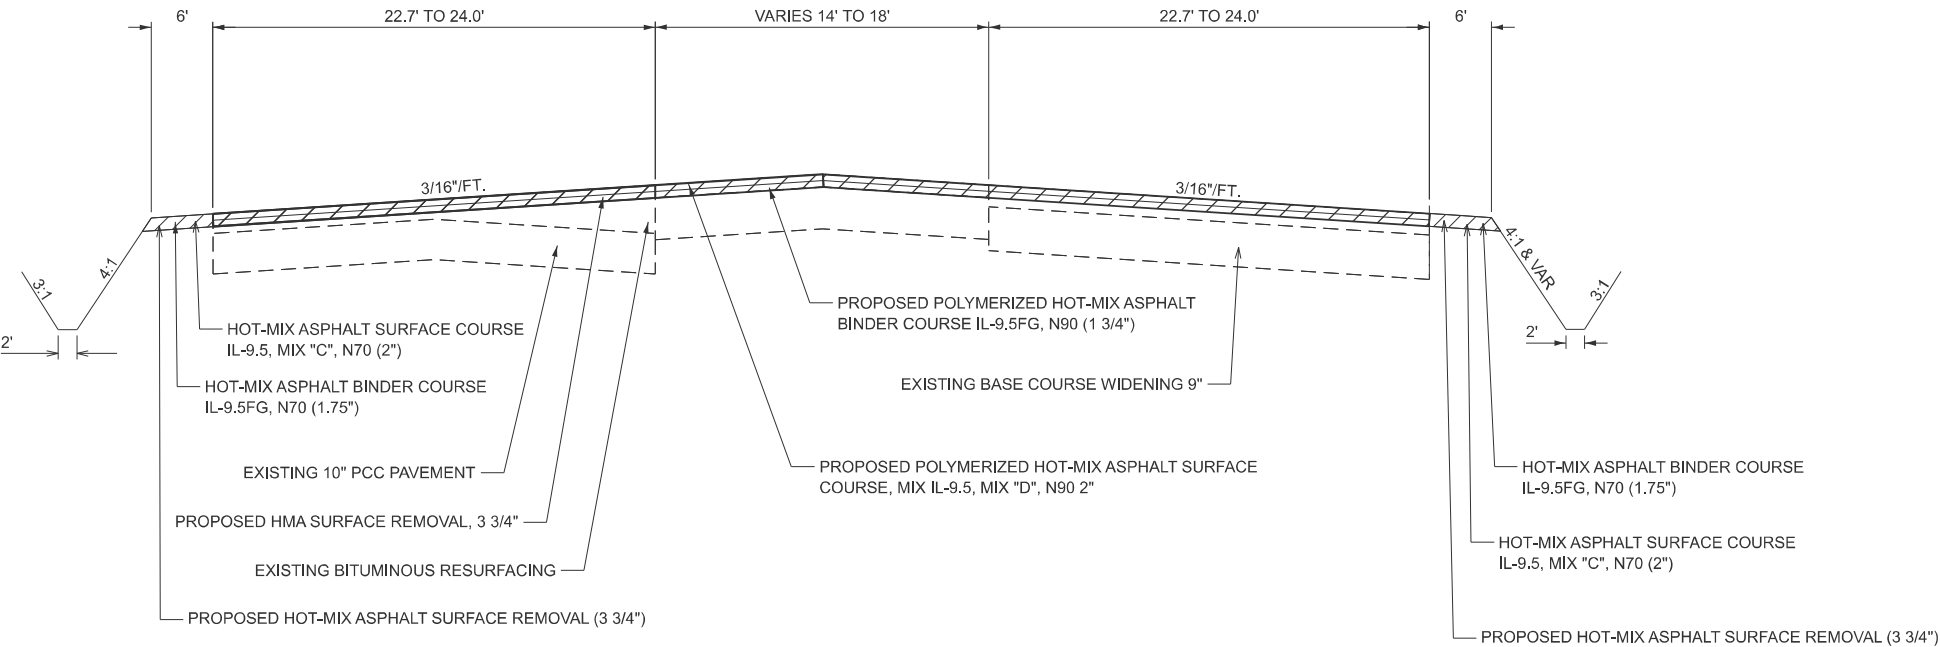 6'
22.7' TO 24.0'
VARIES 14' TO 18'
22.7' TO 24.0'
6'
3/16"/FT.
3/16"/FT.
3:1
4:1
4:1 & VAR
3:1
2'
2'
HOT-MIX ASPHALT SURFACE COURSE
IL-9.5, MIX "C", N70 (2")
HOT-MIX ASPHALT BINDER COURSE
IL-9.5FG, N70 (1.75")
EXISTING 10" PCC PAVEMENT
PROPOSED HMA SURFACE REMOVAL, 3 3/4"
EXISTING BITUMINOUS RESURFACING
PROPOSED HOT-MIX ASPHALT SURFACE REMOVAL (3 3/4")
PROPOSED POLYMERIZED HOT-MIX ASPHALT
BINDER COURSE IL-9.5FG, N90 (1 3/4")
EXISTING BASE COURSE WIDENING 9"
PROPOSED POLYMERIZED HOT-MIX ASPHALT SURFACE
COURSE, MIX IL-9.5, MIX "D", N90 2"
HOT-MIX ASPHALT BINDER COURSE
IL-9.5FG, N70 (1.75")
HOT-MIX ASPHALT SURFACE COURSE
IL-9.5, MIX "C", N70 (2")
PROPOSED HOT-MIX ASPHALT SURFACE REMOVAL (3 3/4")